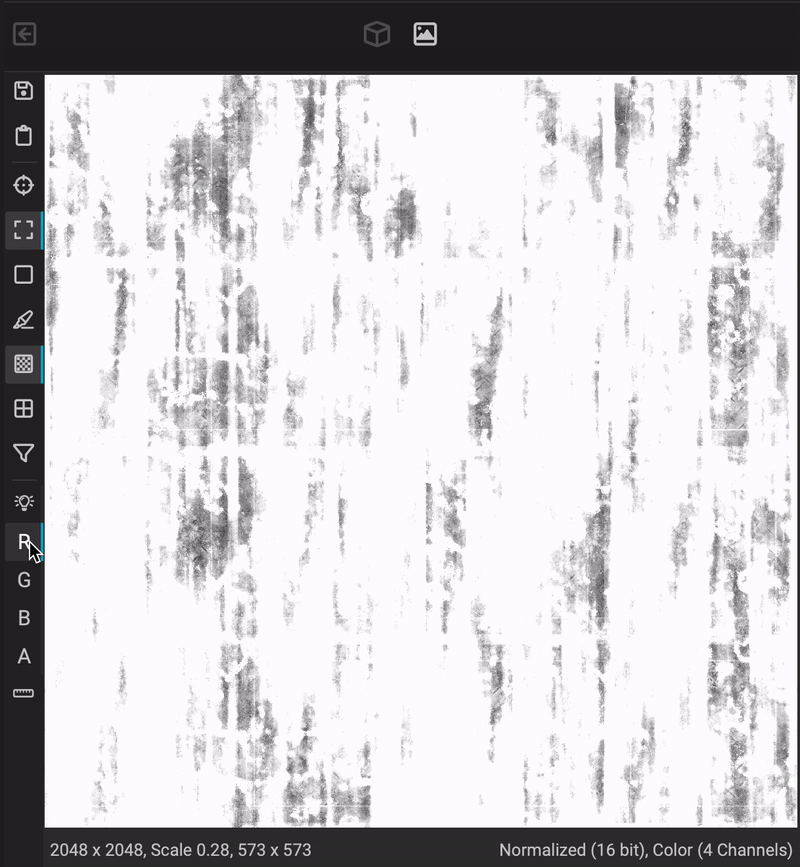 R
G
B
A
2048 x 2048, Scale 0.28, 573 x 573
Normalized (16 bit), Color (4 Channels)